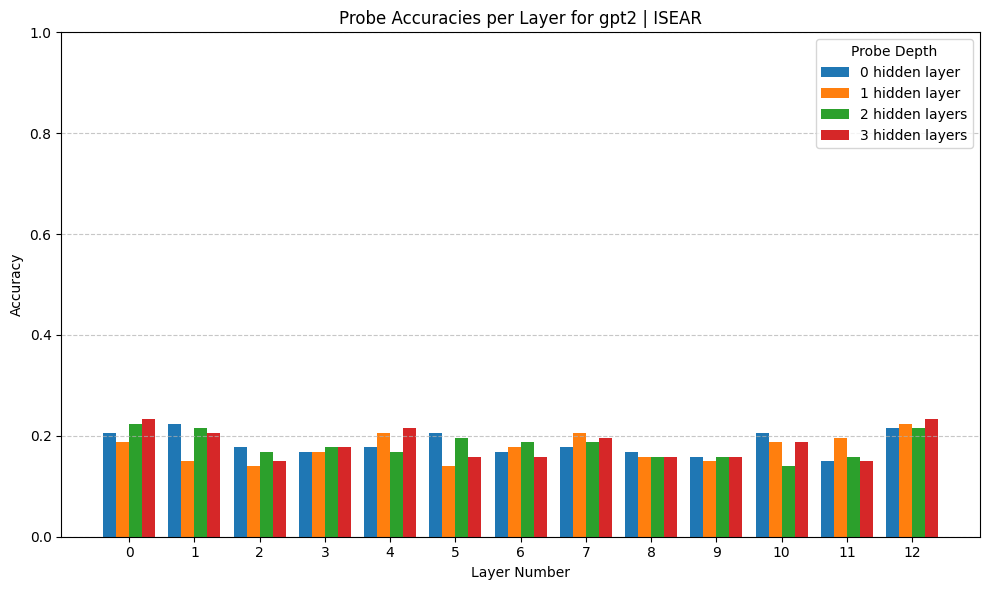 Probe Accuracies per Layer for gpt2 | ISEAR
Probe Depth
0 hidden layer
1 hidden layer
2 hidden layers
3 hidden layers
Accuracy
1.0
0.8
0.6
0.4
0.2
0.0
0 1 2 3 4 5 6 7 8 9 10 11 12
Layer Number